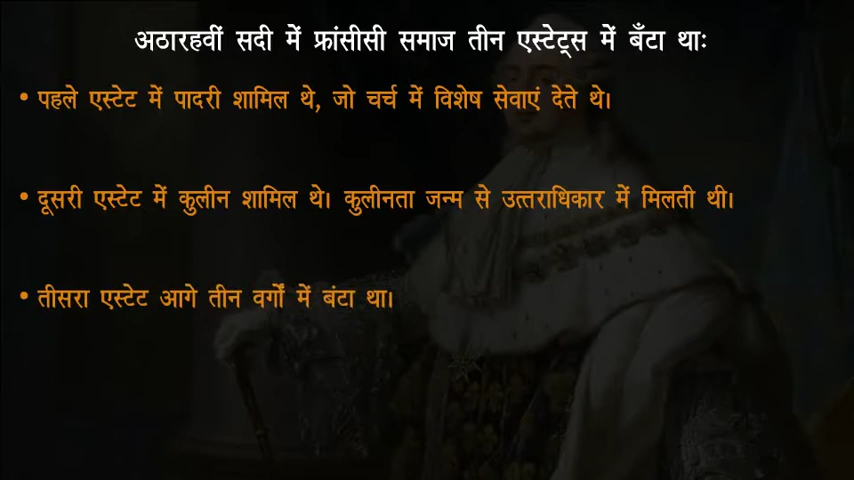 अठारहवीं सदी में फ्रांसीसी समाज तीन एस्टेट्स में बँटा था:
• पहले एस्टेट में पादरी शामिल थे, जो चर्च में विशेष सेवाएं देते थे।
• दूसरी एस्टेट में कुलीन शामिल थे। कुलीनता जन्म से उत्तराधिकार में मिलती थी।
• तीसरा एस्टेट आगे तीन वर्गों में बंटा था।